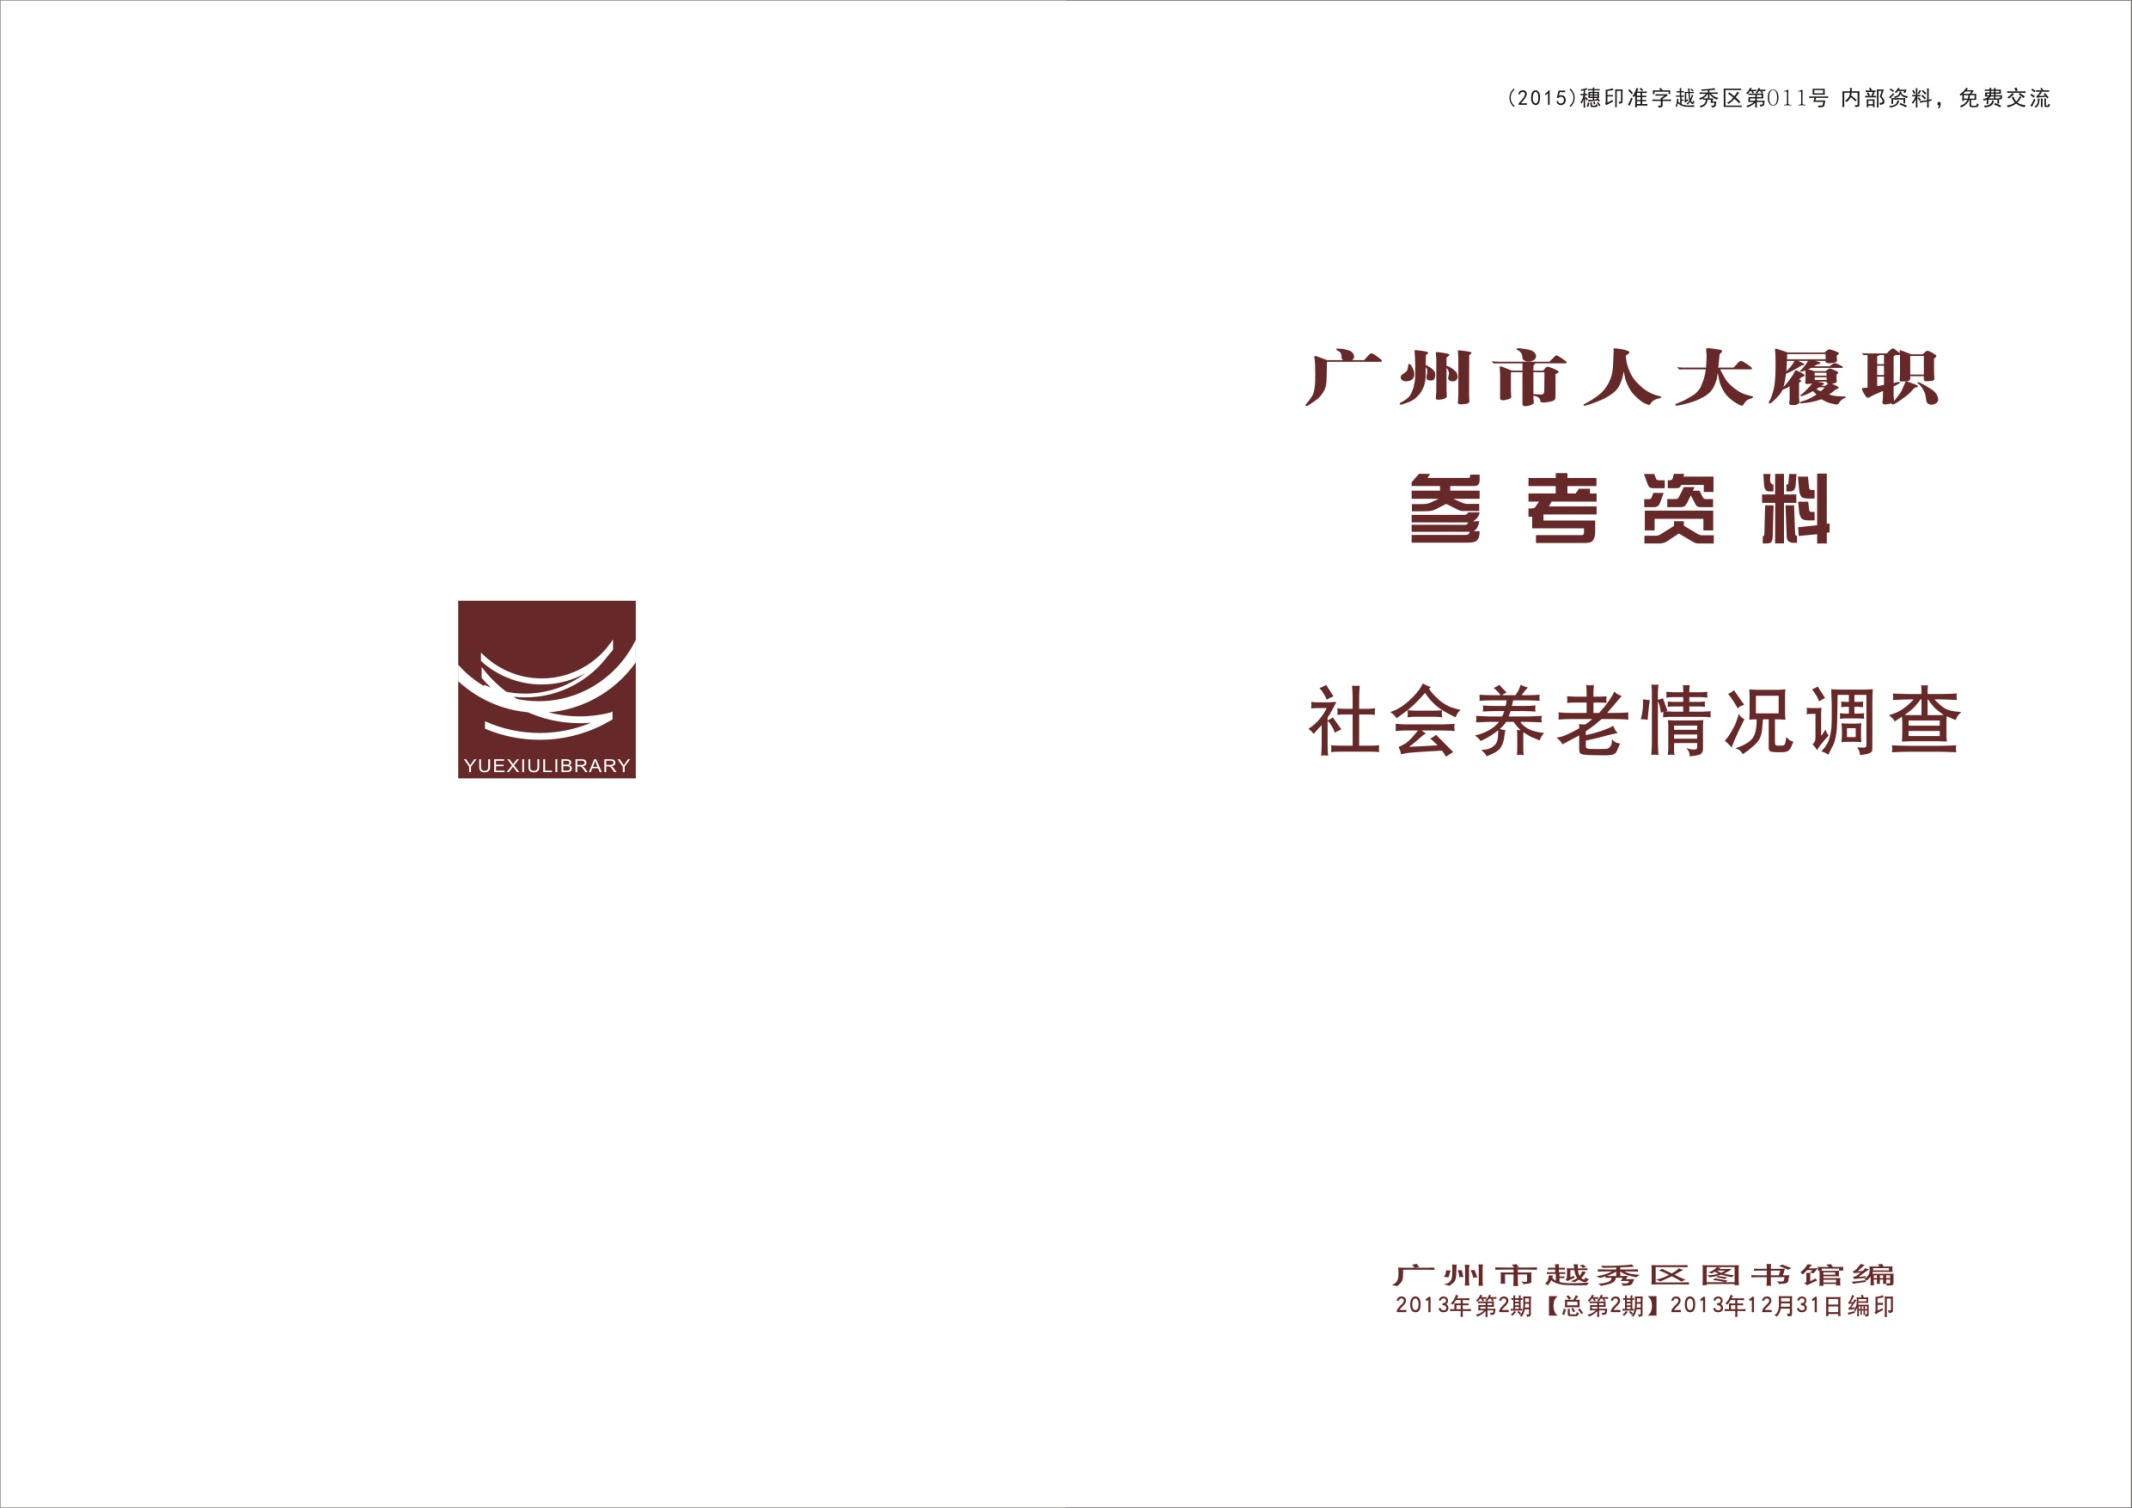 (2015)穗印准字越秀区第011号 内部资料，免费交流
广州市人大履职
参考资料
社会养老情况调查
YUEXIULIBRARY
广州市越秀区图书馆编
2013年第2期【总第2期】2013年12月31日编印